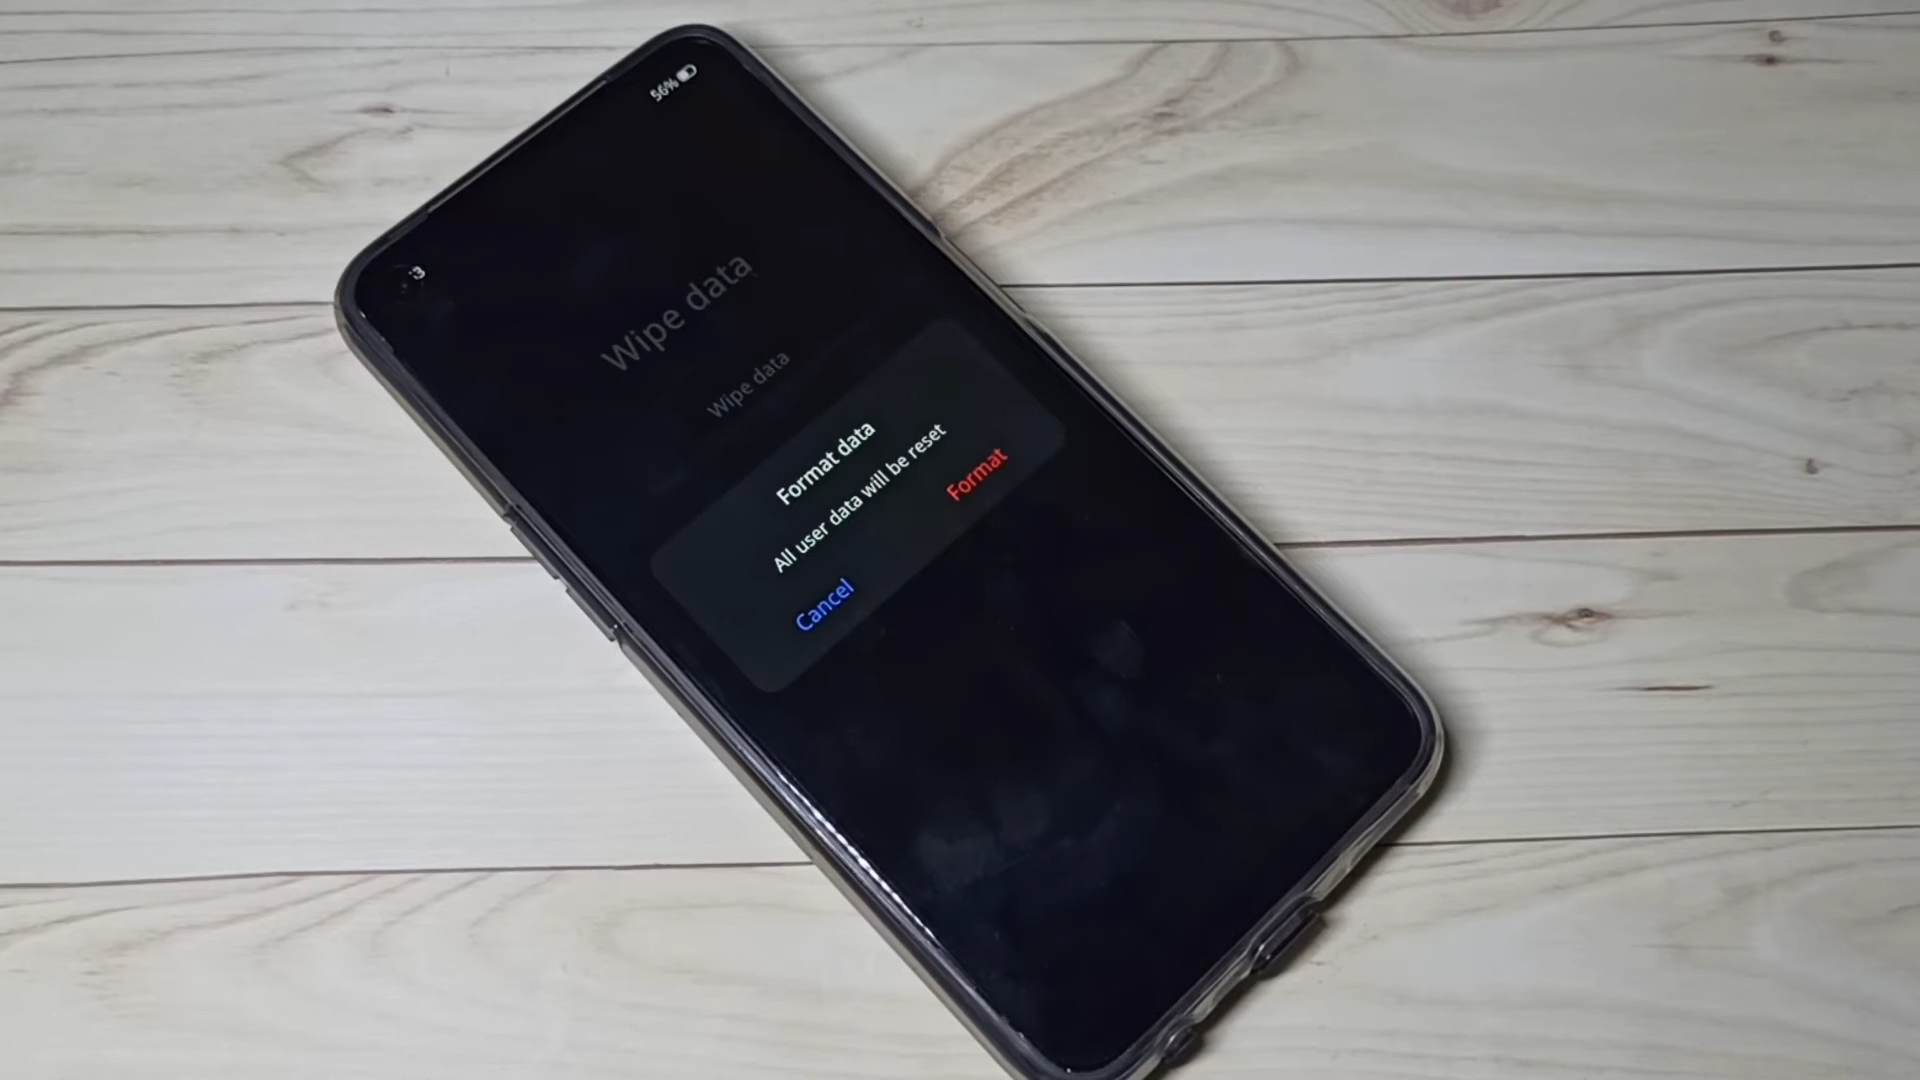 56%
Wipe data
Wipe data
Format data
All user data will be reset
Cancel
Format